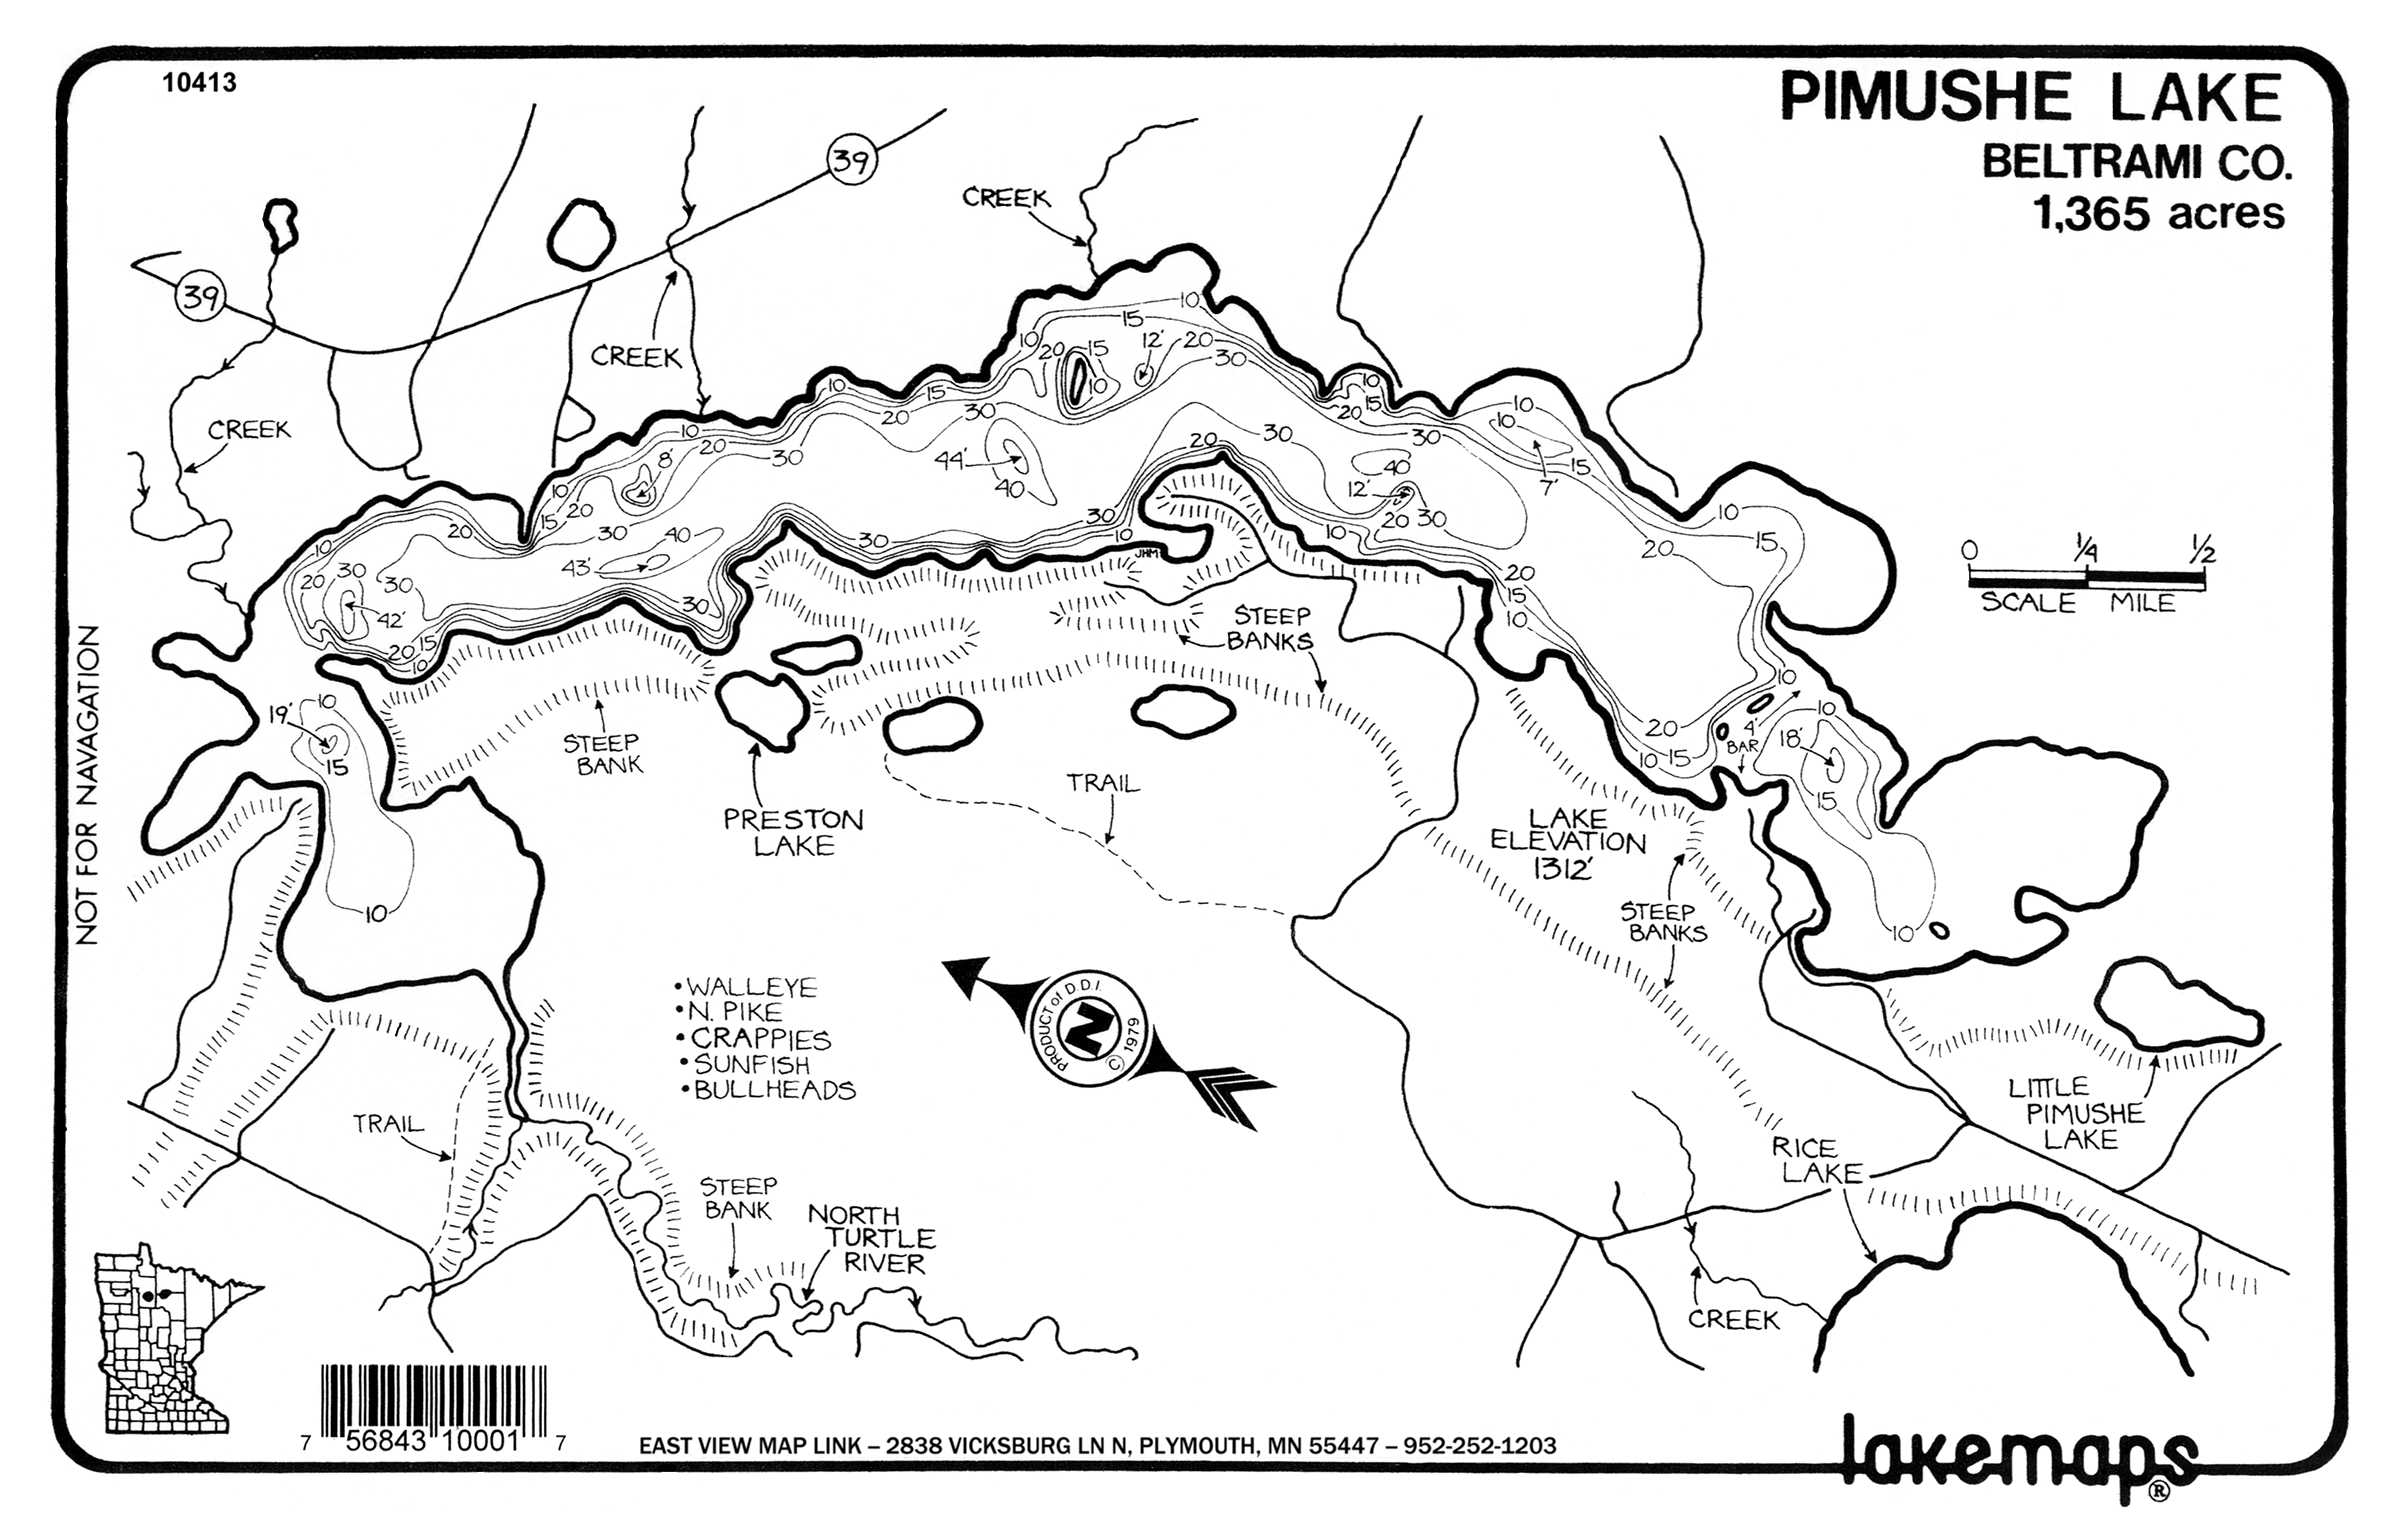 10413
PIMUSHE LAKE
BELTRAMI CO.
1,365 acres
39
39
CREEK
CREEK
CREEK
CREEK
10
15
12'
20
30
10
20
15
10
10
15
20
30
10
20
15
30
10
10
7'
15
10
20
30
8'
10
15
20
30
44'
40
20
30
40
12'
20
30
10
10
15
20
0
1/4
1/2
SCALE MILE
10
20
20
30
30
42'
20
15
10
43'
40
30
30
30
10
JHM
20
15
10
STEEP
BANKS
NOT FOR NAVAGATION
19'
10
15
10
STEEP
BANK
PRESTON
LAKE
TRAIL
20
10
15
10
4'
BAR
18'
10
15
10
LAKE
ELEVATION
1312'
STEEP
BANKS
•WALLEYE
•N. PIKE
•CRAPPIES
•SUNFISH
•BULLHEADS
PRODUCT of D.D.I.
N
© 1979
LITTLE
PIMUSHE
LAKE
TRAIL
RICE
LAKE
STEEP
BANK
NORTH
TURTLE
RIVER
CREEK
7 56843 10001 7
EAST VIEW MAP LINK – 2838 VICKSBURG LN N, PLYMOUTH, MN 55447 – 952-252-1203
lakemaps®